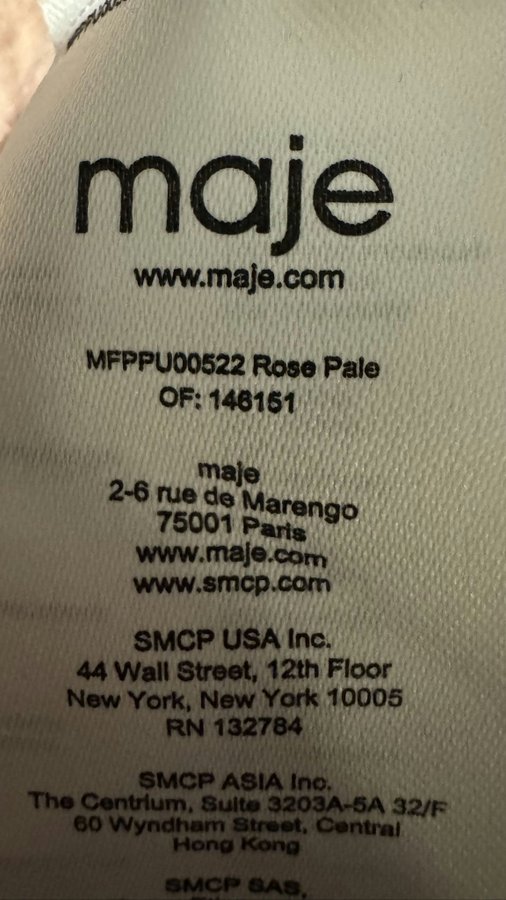 maje
www.maje.com
MFPPU00522 Rose Pale
OF: 146151
maje
2-6 rue de Marengo
75001 Paris
www.maje.com
www.smcp.com
SMCP USA Inc.
44 Wall Street, 12th Floor
New York, New York 10005
RN 132784
SMCP ASIA Inc.
The Centrium, Suite 3203A-5A 32/F
60 Wyndham Street, Central
Hong Kong
SMCP SAS,